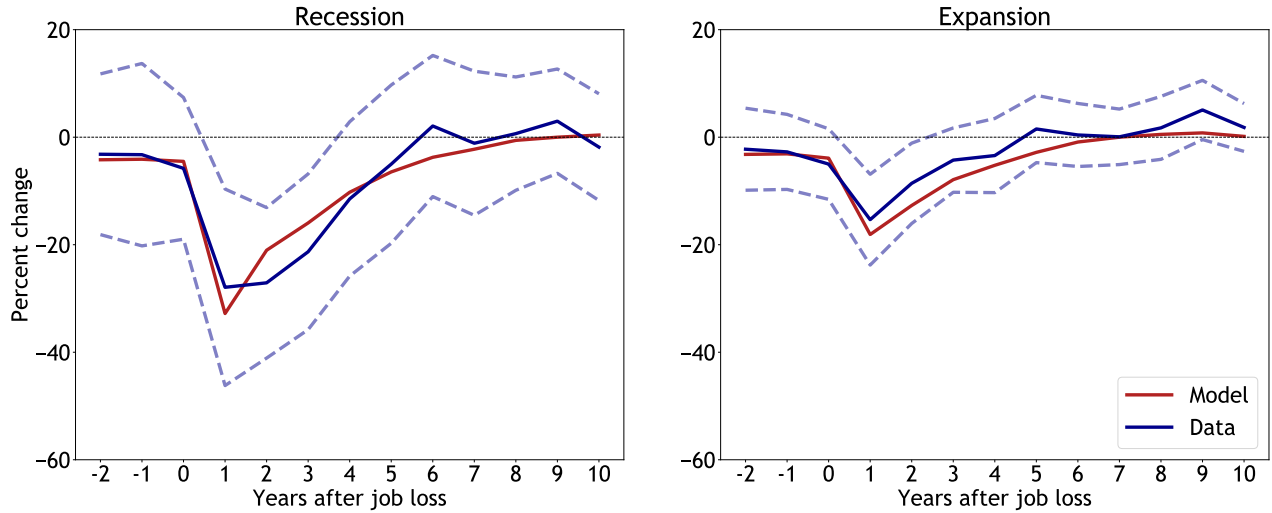 Recession
20
0
−20
−40
−60
Percent change
-2 -1 0 1 2 3 4 5 6 7 8 9 10
Years after job loss
Expansion
20
0
−20
−40
−60
Model
Data
-2 -1 0 1 2 3 4 5 6 7 8 9 10
Years after job loss